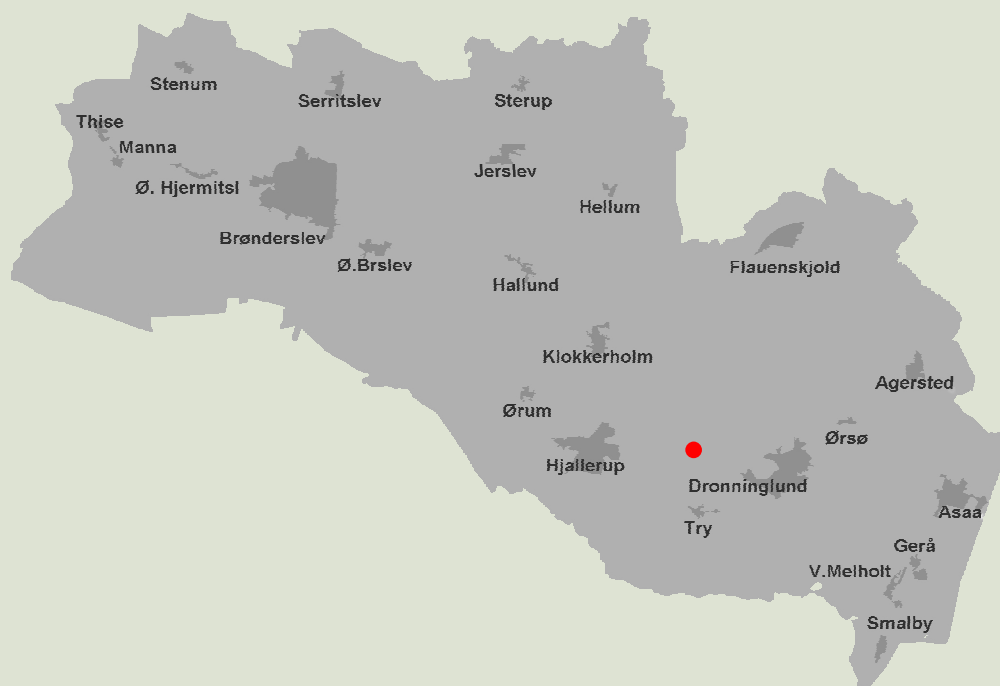 Stenum
Serritslev
Sterup
Thise
Manna
Jerslev
Ø. Hjermitsl
Hellum
Brønderslev
Ø.Brslev
Flauenskjold
Hallund
Klokkerholm
Agersted
Ørum
Ørsø
Hjallerup
Dronninglund
Asaa
Try
Gerå
V.Melholt
Smalby